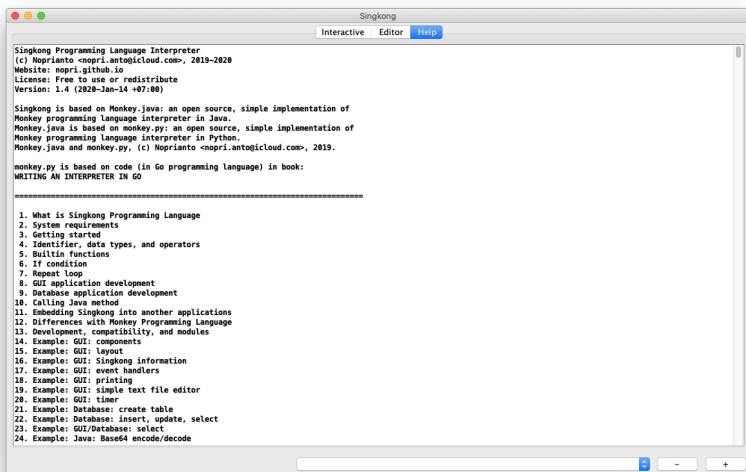 Singkong
Interactive Editor Help
Singkong Programming Language Interpreter
(c) Noprianto <nopri.anto@icloud.com>, 2019-2020
Website: nopri.github.io
License: Free to use or redistribute
Version: 1.4 (2020-Jan-14 +07:00)
Singkong is based on Monkey.java: an open source, simple implementation of
Monkey programming language interpreter in Java.
Monkey.java is based on monkey.py: an open source, simple implementation of
Monkey programming language interpreter in Python.
Monkey.java and monkey.py, (c) Noprianto <nopri.anto@icloud.com>, 2019.
monkey.py is based on code (in Go programming language) in book:
WRITING AN INTERPRETER IN GO
=============================================================================
1. What is Singkong Programming Language
2. System requirements
3. Getting started
4. Identifier, data types, and operators
5. Builtin functions
6. If condition
7. Repeat loop
8. GUI application development
9. Database application development
10. Calling Java method
11. Embedding Singkong into another applications
12. Differences with Monkey Programming Language
13. Development, compatibility, and modules
14. Example: GUI: components
15. Example: GUI: layout
16. Example: GUI: Singkong information
17. Example: GUI: event handlers
18. Example: GUI: printing
19. Example: GUI: simple text file editor
20. Example: GUI: timer
21. Example: Database: create table
22. Example: Database: insert, update, select
23. Example: GUI/Database: select
24. Example: Java: Base64 encode/decode
- +